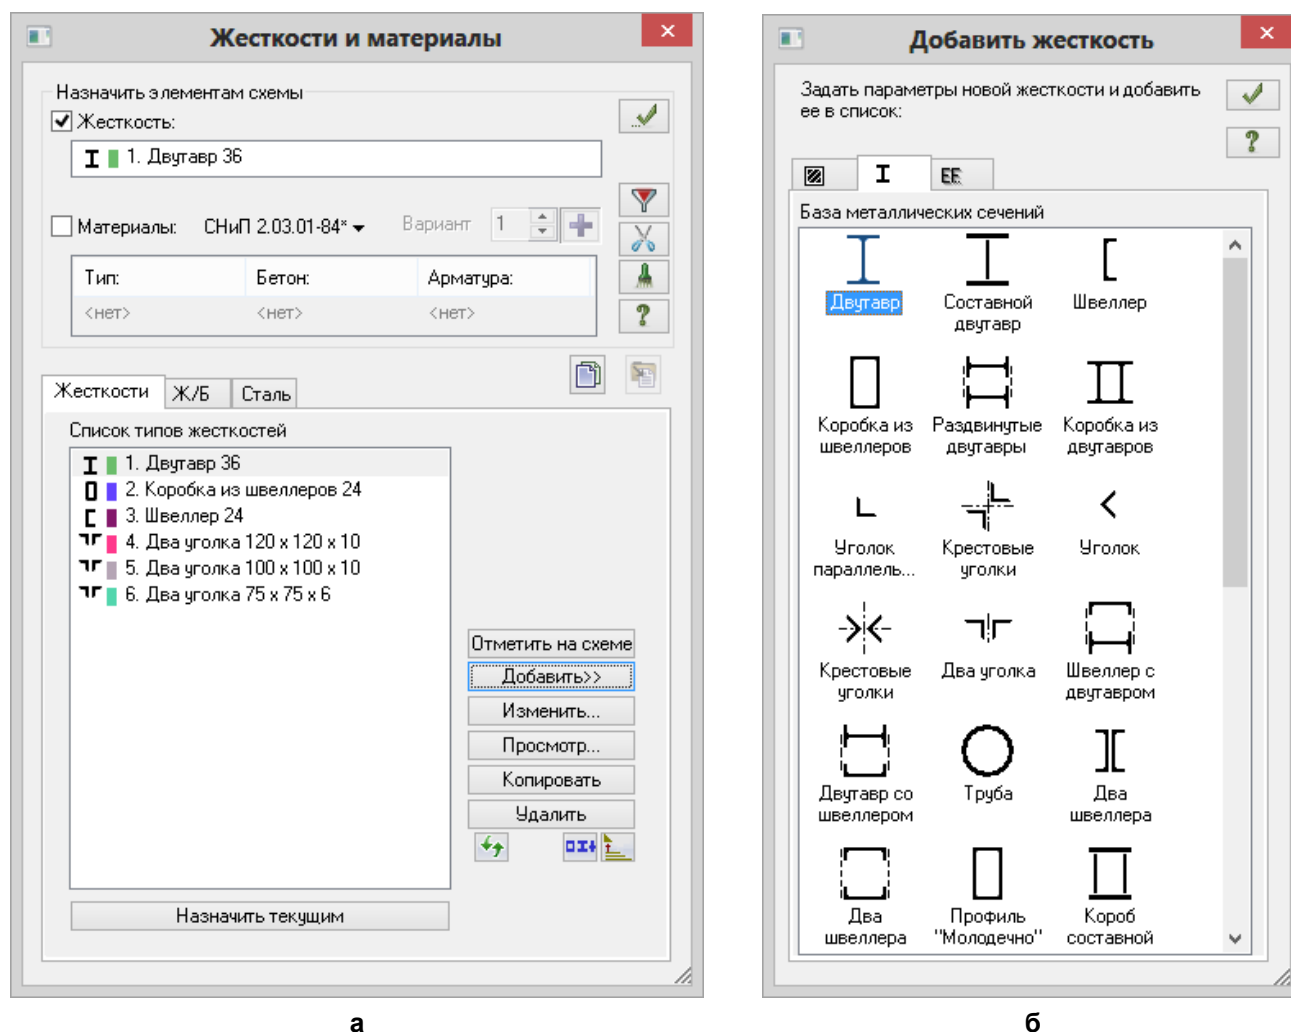 Жесткости и материалы
Назначить элементам схемы
Жесткость:
1. Двутавр 36
Материалы: СНиП 2.03.01-84* Вариант 1
Тип: Бетон: Арматура:
<нет> <нет> <нет>
Жесткости Ж/Б Сталь
Список типов жесткостей
1. Двутавр 36
2. Коробка из швеллеров 24
3. Швеллер 24
4. Два уголка 120 x 120 x 10
5. Два уголка 100 x 100 x 10
6. Два уголка 75 x 75 x 6
Отметить на схеме
Добавить>>
Изменить...
Просмотр...
Копировать
Удалить
Назначить текущим
а
Добавить жесткость
Задать параметры новой жесткости и добавить
ее в список:
База металлических сечений
Двутавр
Составной
двутавр
Швеллер
Коробка из
швеллеров
Раздвинутые
двутавры
Коробка из
двутавров
Уголок
параллель...
Крестовые
уголки
Уголок
Крестовые
уголки
Два уголка
Швеллер с
двутавром
Двутавр со
швеллером
Труба
Два
швеллера
Два
швеллера
Профиль
"Молодечно"
Короб
составной
б